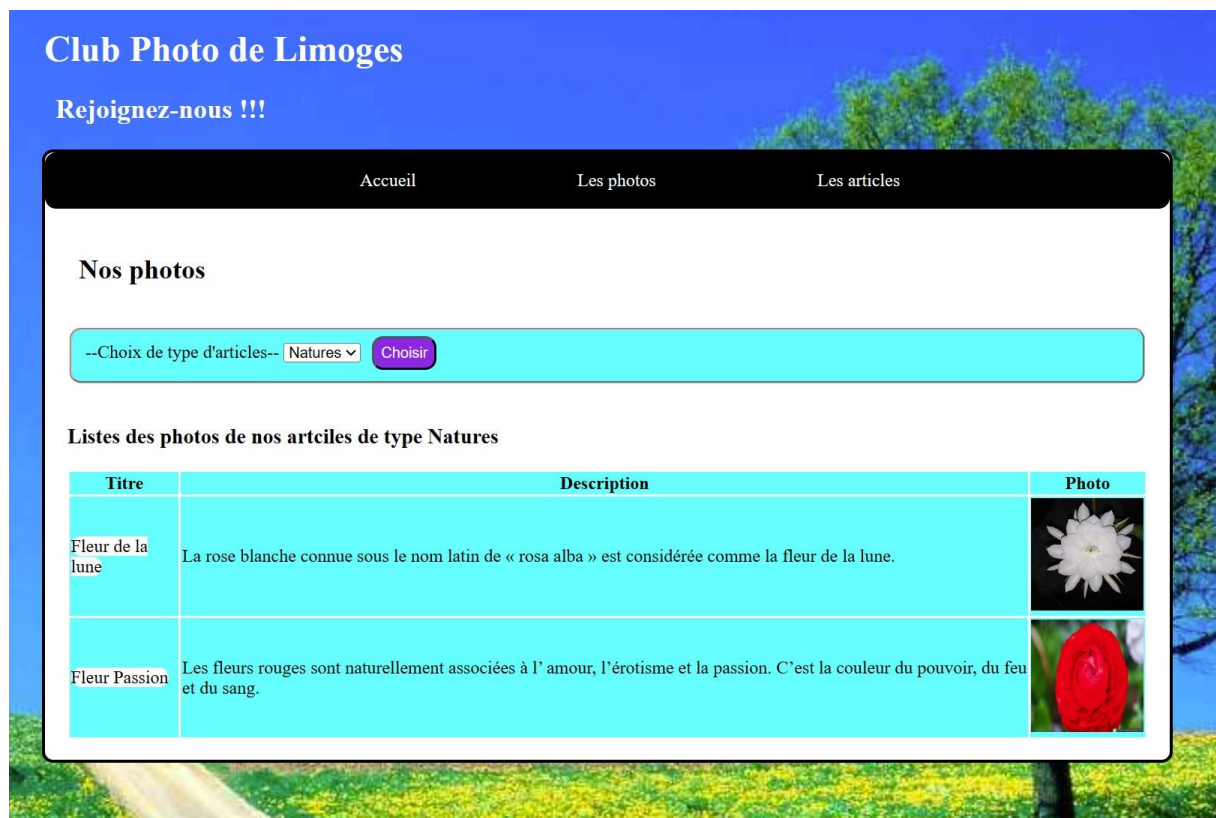 Club Photo de Limoges
Rejoignez-nous !!!
Accueil Les photos Les articles
Nos photos
--Choix de type d'articles-- Natures Choisir
Listes des photos de nos artciles de type Natures
Titre Description Photo
Fleur de la
lune
La rose blanche connue sous le nom latin de « rosa alba » est considérée comme la fleur de la lune.
Fleur Passion
Les fleurs rouges sont naturellement associées à l’ amour, l’érotisme et la passion. C’est la couleur du pouvoir, du feu
et du sang.